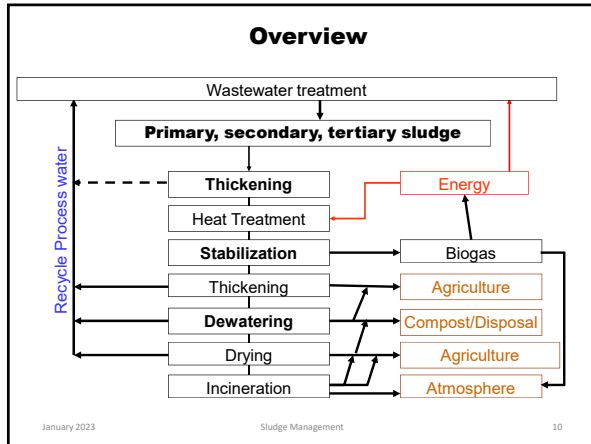 Overview
Wastewater treatment
Primary, secondary, tertiary sludge
Recycle Process water
Thickening
Energy
Heat Treatment
Stabilization
Biogas
Thickening
Agriculture
Dewatering
Compost/Disposal
Drying
Agriculture
Incineration
Atmosphere
January 2023
Sludge Management
10